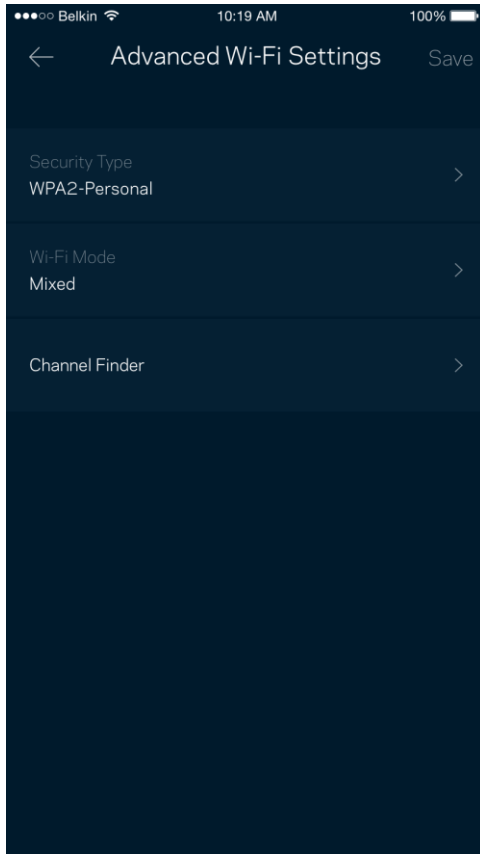 Belkin 10:19 AM 100%
Advanced Wi-Fi Settings Save
Security Type
WPA2-Personal
Wi-Fi Mode
Mixed
Channel Finder